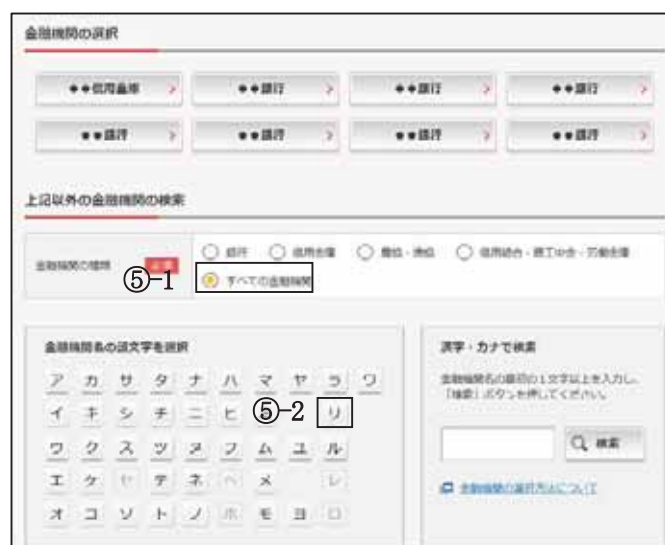 金融機関の選択
●●信用金庫 ●●銀行 ●●銀行 ●●銀行
●●銀行 ●●銀行 ●●銀行 ●●銀行
上記以外の金融機関の検索
金融機関の種類 必須
⑤-1
銀行 信用金庫 農協・漁協 信用組合・商工中金・労働金庫
すべての金融機関
金融機関名の頭文字を選択
ア カ サ タ ナ ハ マ ヤ ラ ワ
イ キ シ チ ニ ヒ ⑤-2 リ
ウ ク ス ツ ヌ フ ム ユ ル
エ ケ セ テ ネ ヘ メ レ
オ コ ソ ト ノ ホ モ ヨ ロ
漢字・カナで検索
金融機関名の最初の1文字以上を入力し、
「検索」ボタンを押してください。
検索
金融機関の選択方法について